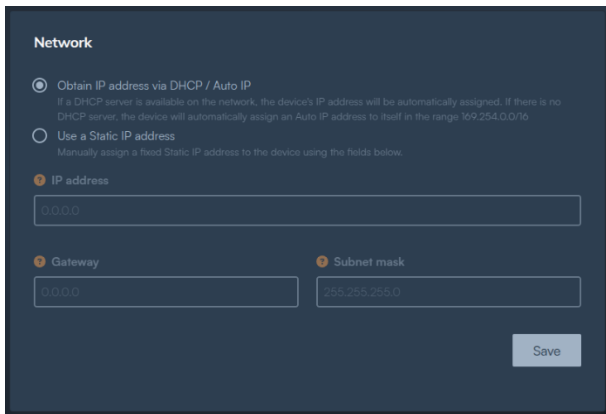 Network
Obtain IP address via DHCP / Auto IP
If a DHCP server is available on the network, the device's IP address will be automatically assigned. If there is no
DHCP server, the device will automatically assign an Auto IP address to itself in the range 169.254.0.0/16
Use a Static IP address
Manually assign a fixed Static IP address to the device using the fields below.
? IP address
0.0.0.0
? Gateway
? Subnet mask
0.0.0.0
255.255.255.0
Save